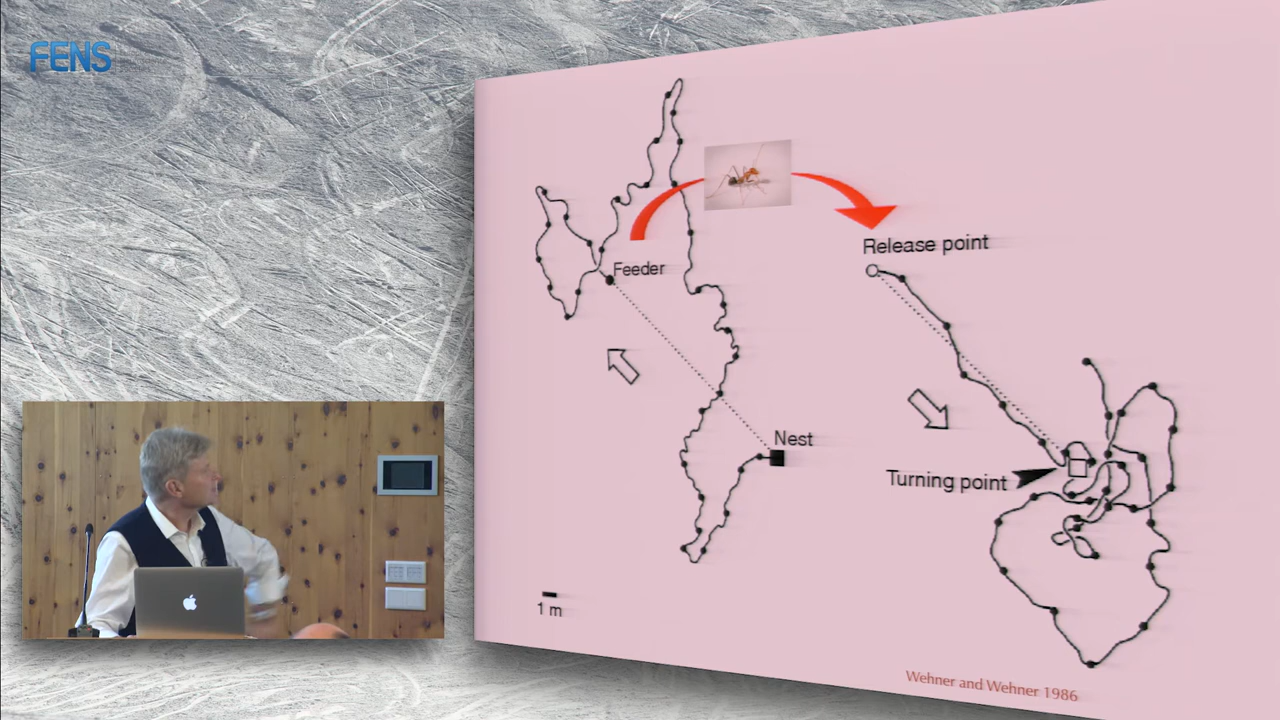 FENS
Release point
Feeder
Nest
Turning point
1 m
Wehner and Wehner 1986